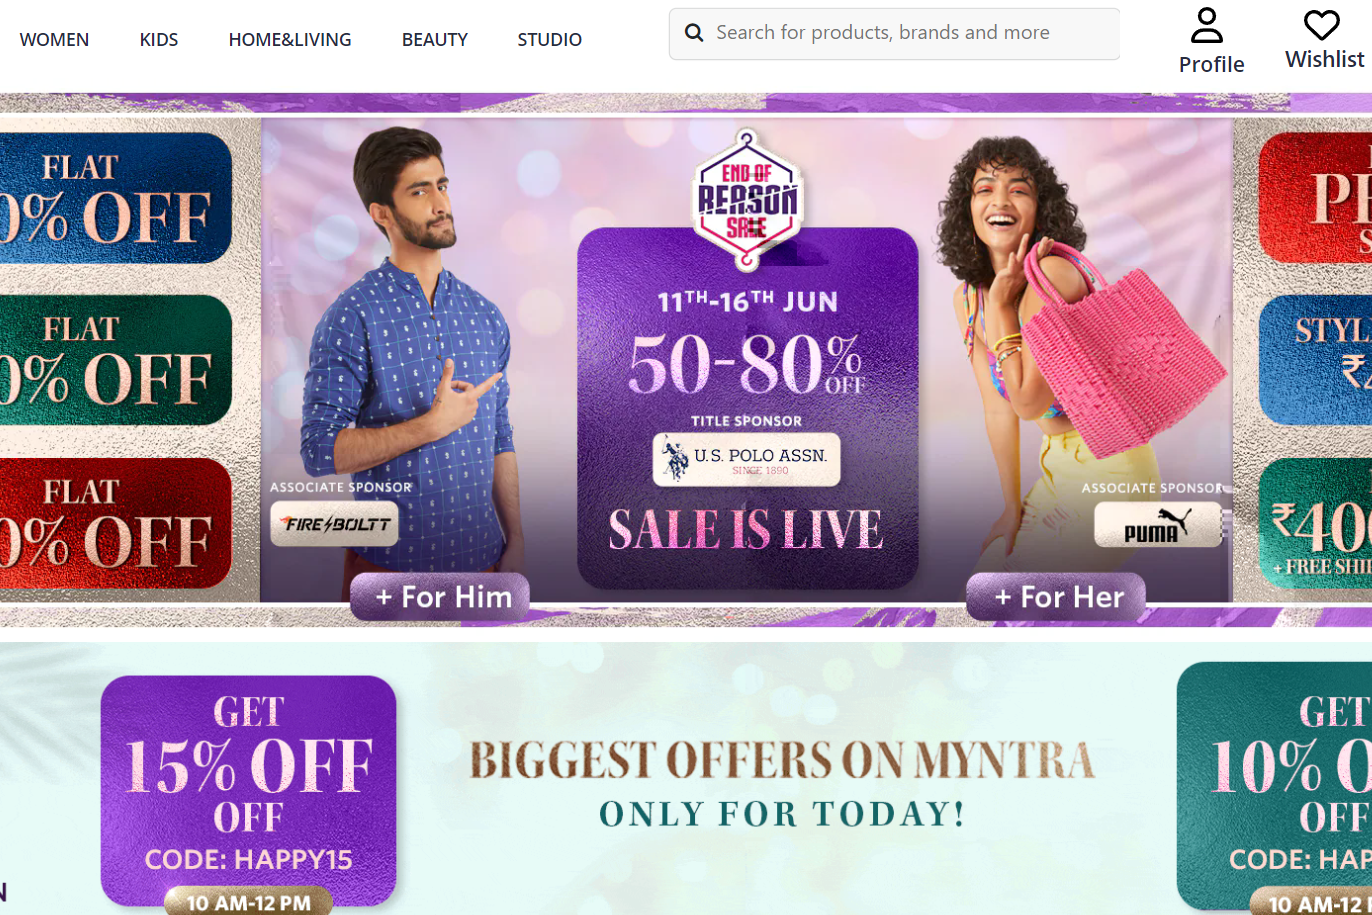 WOMEN
KIDS
HOME&LIVING
BEAUTY
STUDIO
Search for products, brands and more
Profile
Wishlist
FLAT
0% OFF
FLAT
0% OFF
FLAT
0% OFF
END OF
REASON
SALE
11TH-16TH JUN
50-80% OFF
TITLE SPONSOR
U.S. POLO ASSN.
SINCE 1890
SALE IS LIVE
ASSOCIATE SPONSOR
FIRE BOLTT
+ For Him
ASSOCIATE SPONSOR
PUMA
+ For Her
STYL
₹400
+ FREE SHI
GET
15% OFF
OFF
CODE: HAPPY15
10 AM-12 PM
BIGGEST OFFERS ON MYNTRA
ONLY FOR TODAY!
GET
10% O
OFF
CODE: HAP
10 AM-12
N